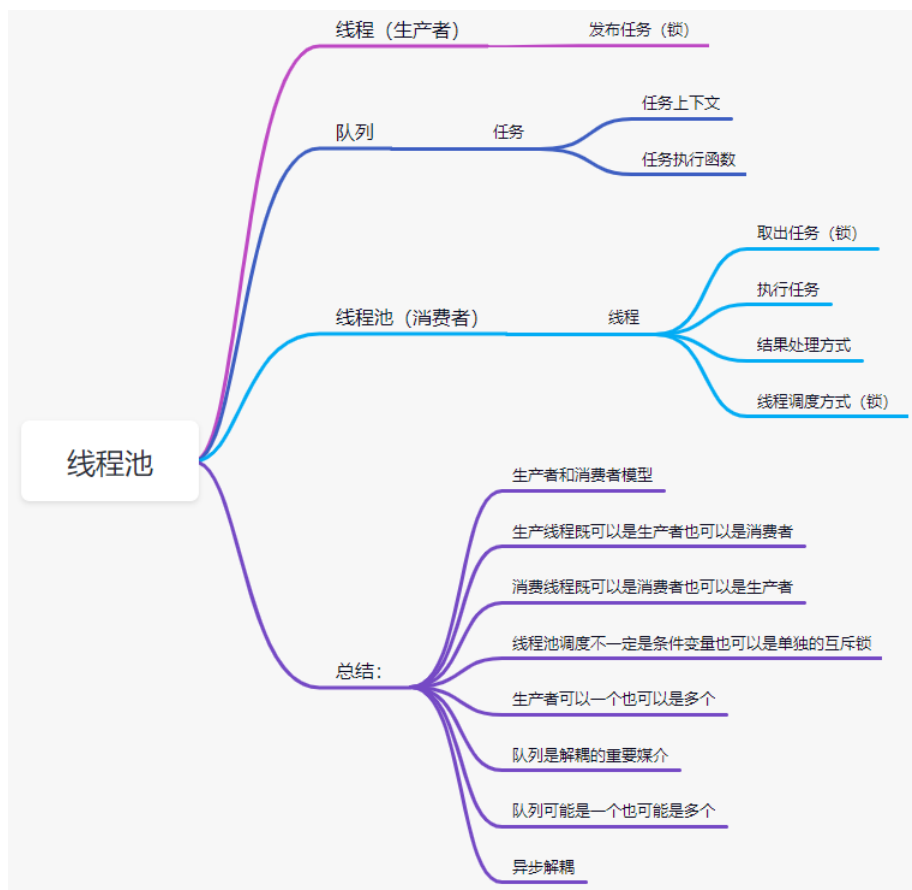 线程（生产者）
发布任务（锁）
队列
任务
任务上下文
任务执行函数
线程池（消费者）
线程
取出任务（锁）
执行任务
结果处理方式
线程调度方式（锁）
线程池
总结：
生产者和消费者模型
生产线程既可以是生产者也可以是消费者
消费线程既可以是消费者也可以是生产者
线程池调度不一定是条件变量也可以是单独的互斥锁
生产者可以一个也可以是多个
队列是解耦的重要媒介
队列可能是一个也可能是多个
异步解耦